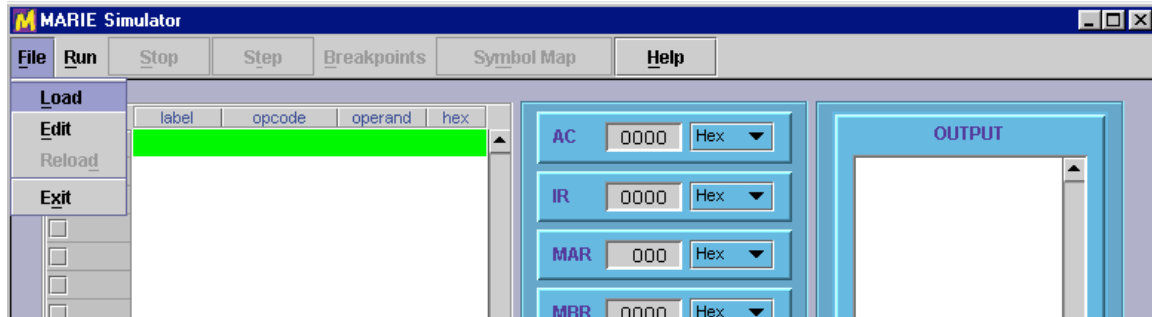 MARIE Simulator
File Run Stop Step Breakpoints Symbol Map Help
Load
Edit
Reload
Exit
label opcode operand hex
AC 0000 Hex
IR 0000 Hex
MAR 000 Hex
MBR 0000 Hex
OUTPUT